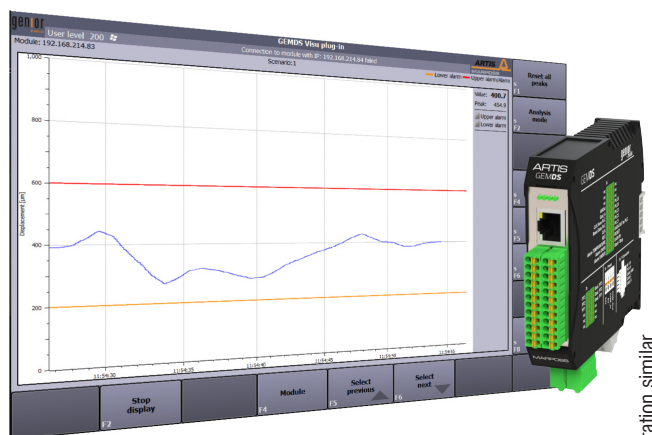 genior
User level 200
GEMDS Visu plug-in
Module: 192.168.214.83
Connection to module with IP: 192.168.214.84 failed
ARTIS
MARPOSS
Scenario:1
Lower alarm Upper alarm/Alarm
Value: 400.7
Peak: 454.9
Upper alarm
Lower alarm
Displacement [µm]
1,000
800
600
400
200
0
11:54:30
11:54:35
11:54:40
11:54:45
11:54:50
11:54:55
Reset all
peaks
F1
Analysis
mode
F2
F4
F5
F6
F8
Stop
display
F2
Module
F4
Select
previous
F5
Select
next
F6
ARTIS
GEMDS
GEMDS
genior
MARPOSS
ration similar